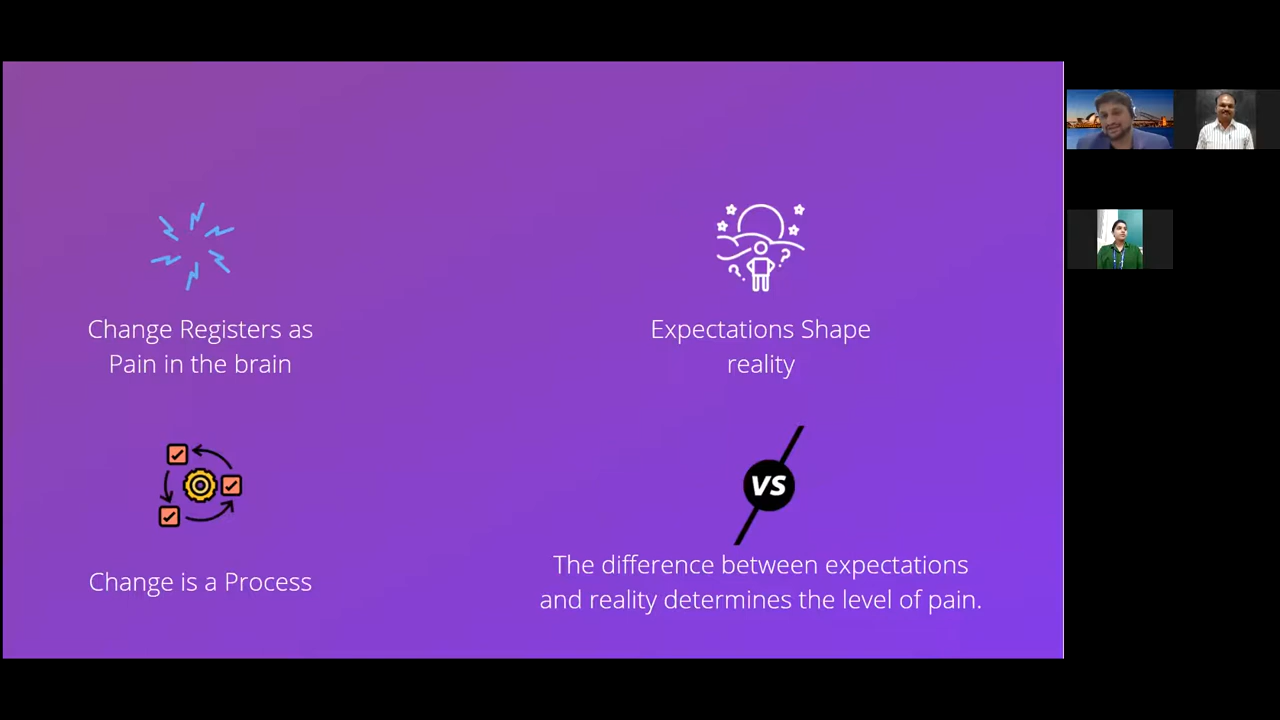 Change Registers as
Pain in the brain
Expectations Shape
reality
Change is a Process
VS
The difference between expectations
and reality determines the level of pain.